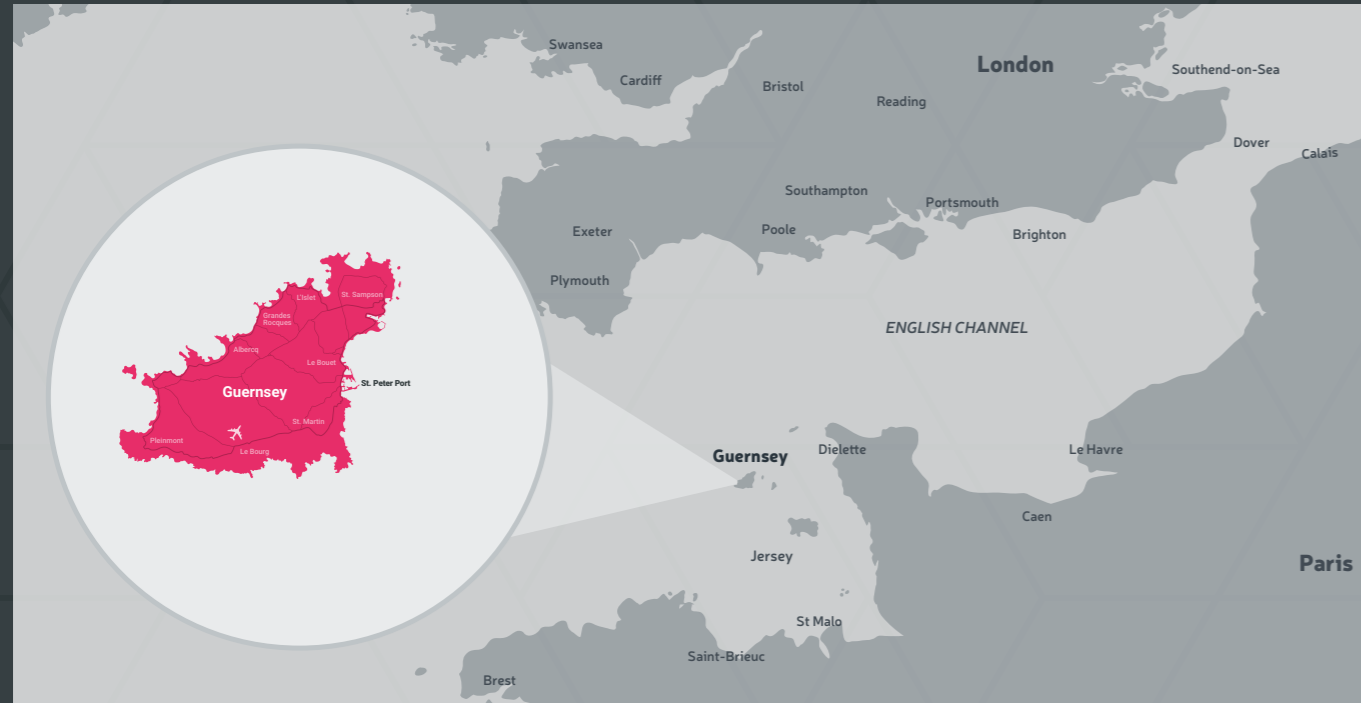 Swansea
London
Southend-on-Sea
Cardiff
Bristol
Reading
Dover
Calais
Southampton
Portsmouth
Exeter
Poole
Brighton
Plymouth
L'Islet
St. Sampson
Grandes
Rocques
ENGLISH CHANNEL
Albercq
Le Bouet
St. Peter Port
Guernsey
St. Martin
Pleinmont
Le Bourg
Guernsey
Dielette
Le Havre
Caen
Jersey
Paris
St Malo
Saint-Brieuc
Brest